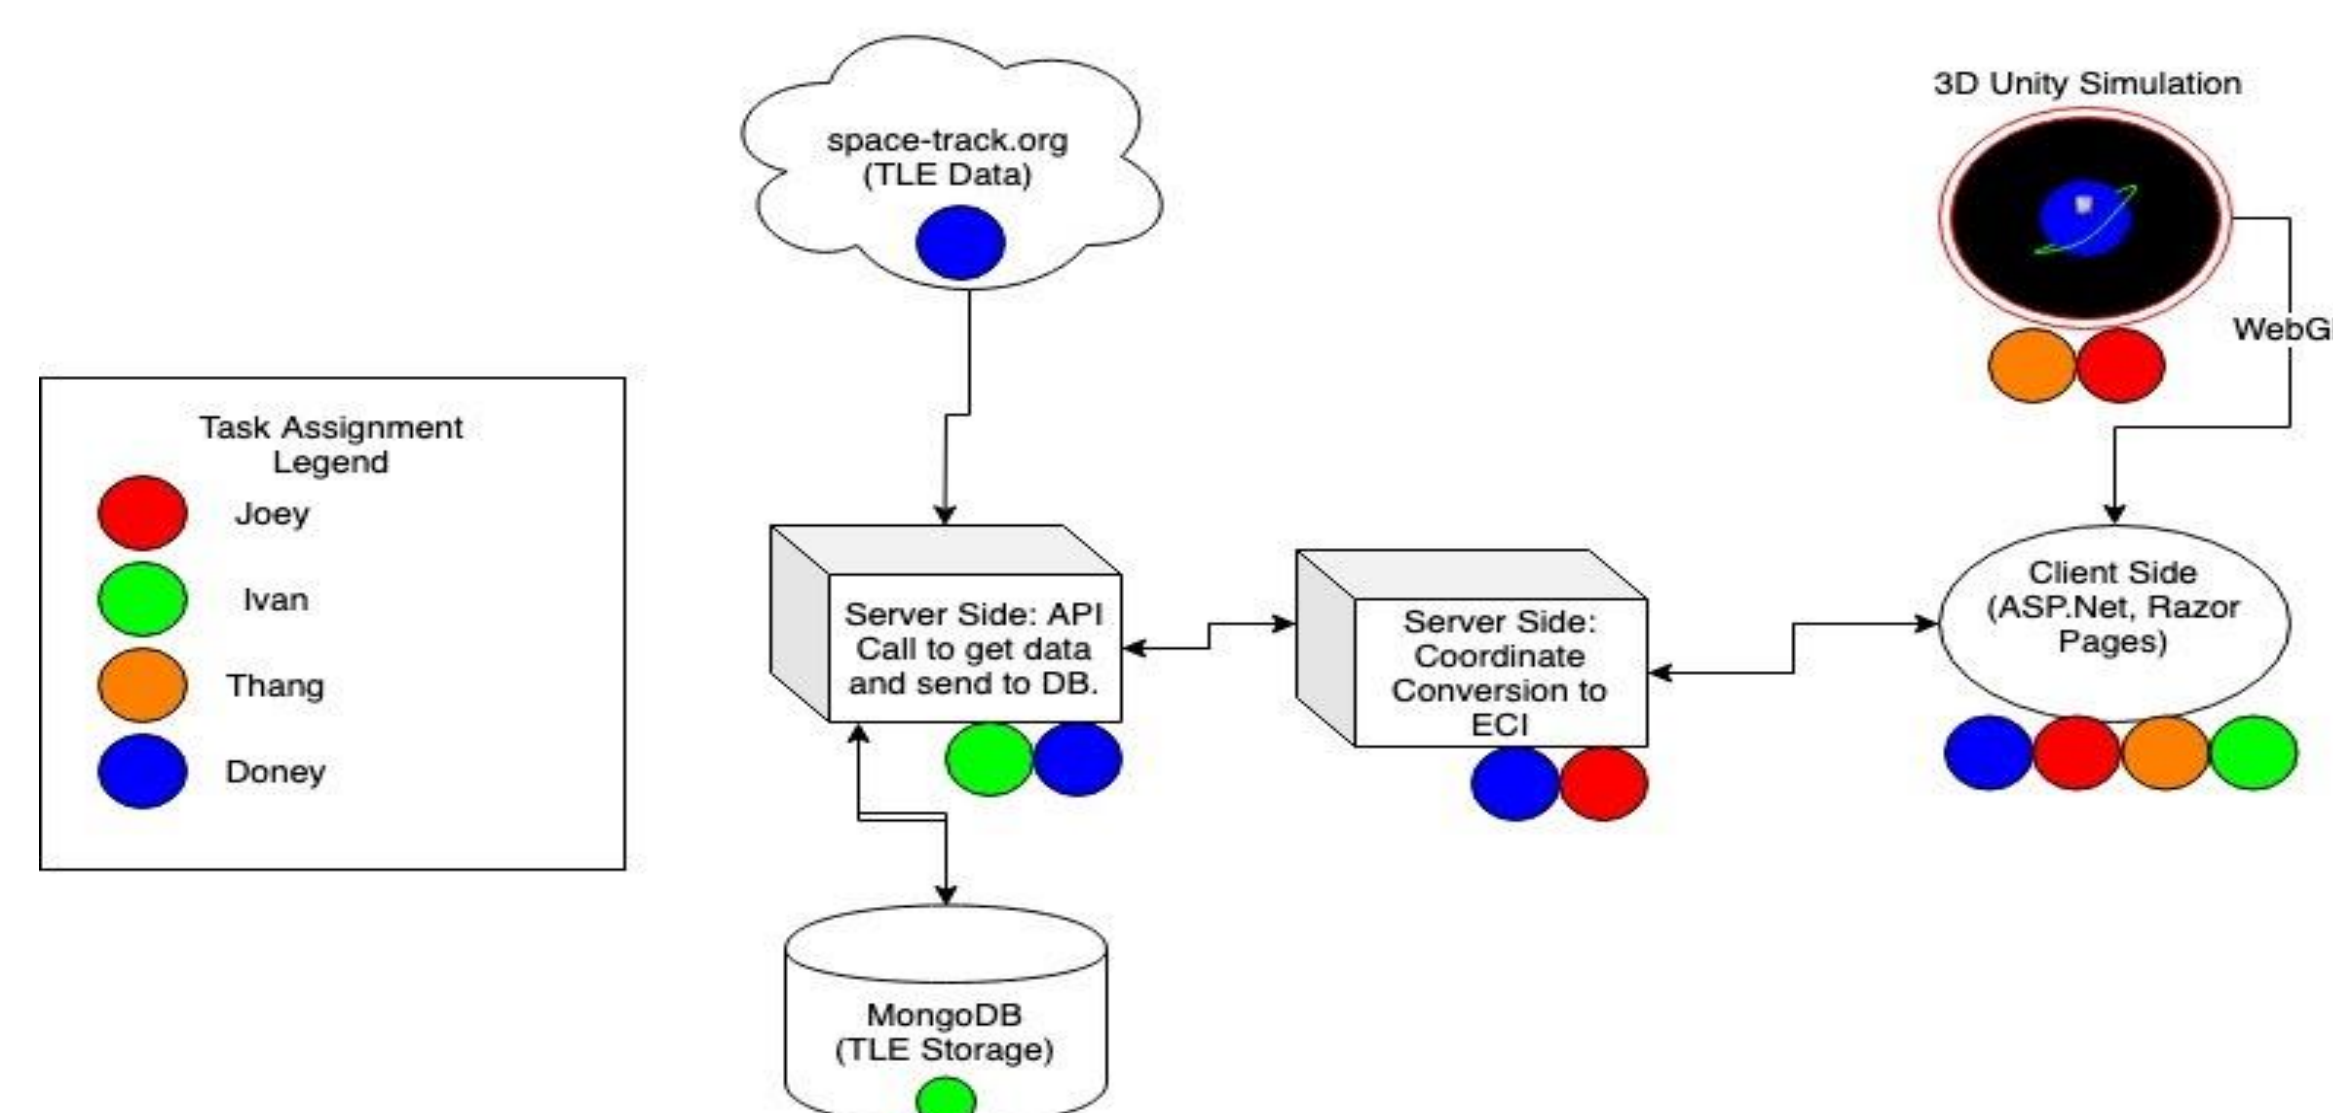 3D Unity Simulation
space-track.org
(TLE Data)
WebGl
Task Assignment
Legend
Joey
Ivan
Thang
Doney
Server Side: API
Call to get data
and send to DB.
Server Side:
Coordinate
Conversion to
ECI
Client Side
(ASP.Net, Razor
Pages)
MongoDB
(TLE Storage)